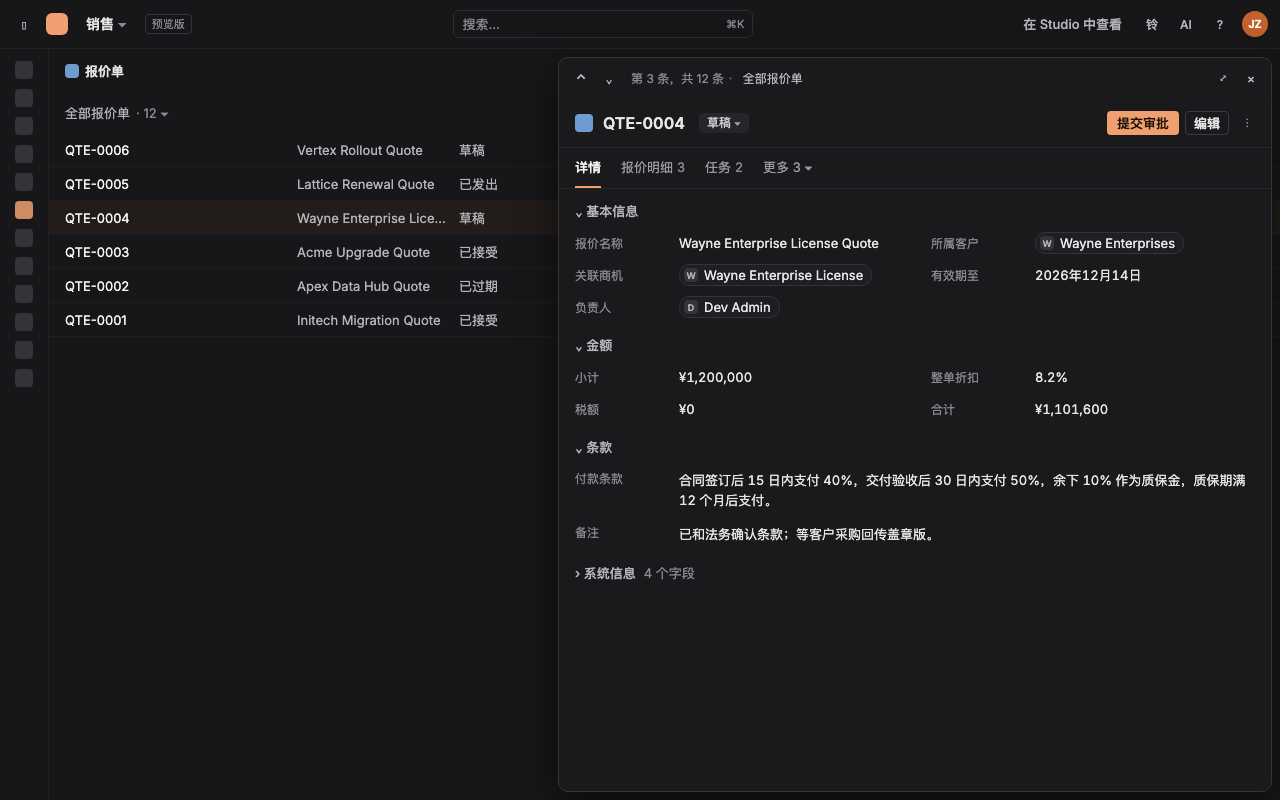 销售
预览版
搜索…
⌘K
在 Studio 中查看
铃
AI
?
JZ
报价单
全部报价单 · 12
QTE-0006 Vertex Rollout Quote 草稿
QTE-0005 Lattice Renewal Quote 已发出
QTE-0004 Wayne Enterprise Lice... 草稿
QTE-0003 Acme Upgrade Quote 已接受
QTE-0002 Apex Data Hub Quote 已过期
QTE-0001 Initech Migration Quote 已接受
第 3 条，共 12 条 · 全部报价单
QTE-0004 草稿
提交审批 编辑
详情 报价明细 3 任务 2 更多 3
基本信息
报价名称 Wayne Enterprise License Quote 所属客户 W Wayne Enterprises
关联商机 W Wayne Enterprise License 有效期至 2026年12月14日
负责人 D Dev Admin
金额
小计 ¥1,200,000 整单折扣 8.2%
税额 ¥0 合计 ¥1,101,600
条款
付款条款 合同签订后 15 日内支付 40%，交付验收后 30 日内支付 50%，余下 10% 作为质保金，质保期满
12 个月后支付。
备注 已和法务确认条款；等客户采购回传盖章版。
系统信息 4 个字段